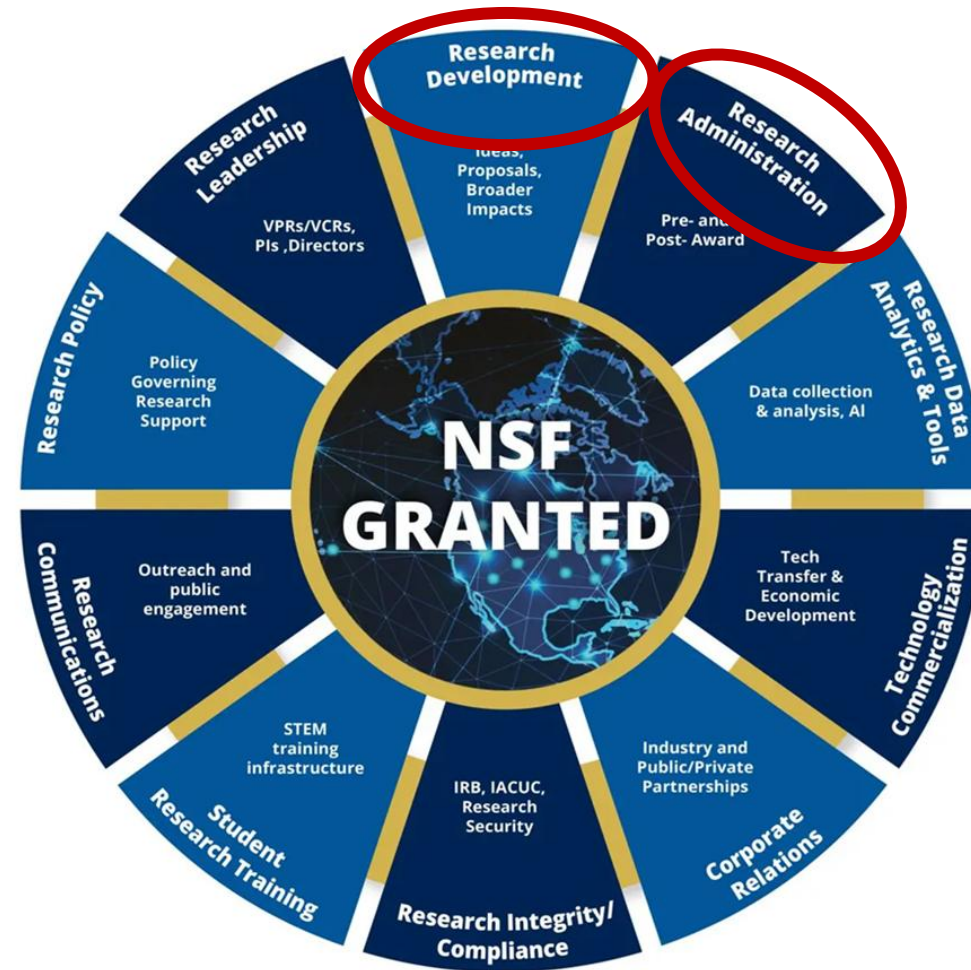 Research
Development
Ideas,
Proposals,
Broader
Impacts
Research
Administration
Pre- and
Post- Award
Research Data
Analytics & Tools
Data collection
& analysis, AI
Technology
Commercialization
Tech
Transfer &
Economic
Development
Corporate
Relations
Industry and
Public/Private
Partnerships
Research Integrity/
Compliance
IRB, IACUC,
Research
Security
Student
Research Training
STEM
training
infrastructure
Research
Communications
Outreach and
public
engagement
Research Policy
Policy
Governing
Research
Support
Research
Leadership
VPRs/VCRs,
PIs ,Directors
NSF
GRANTED